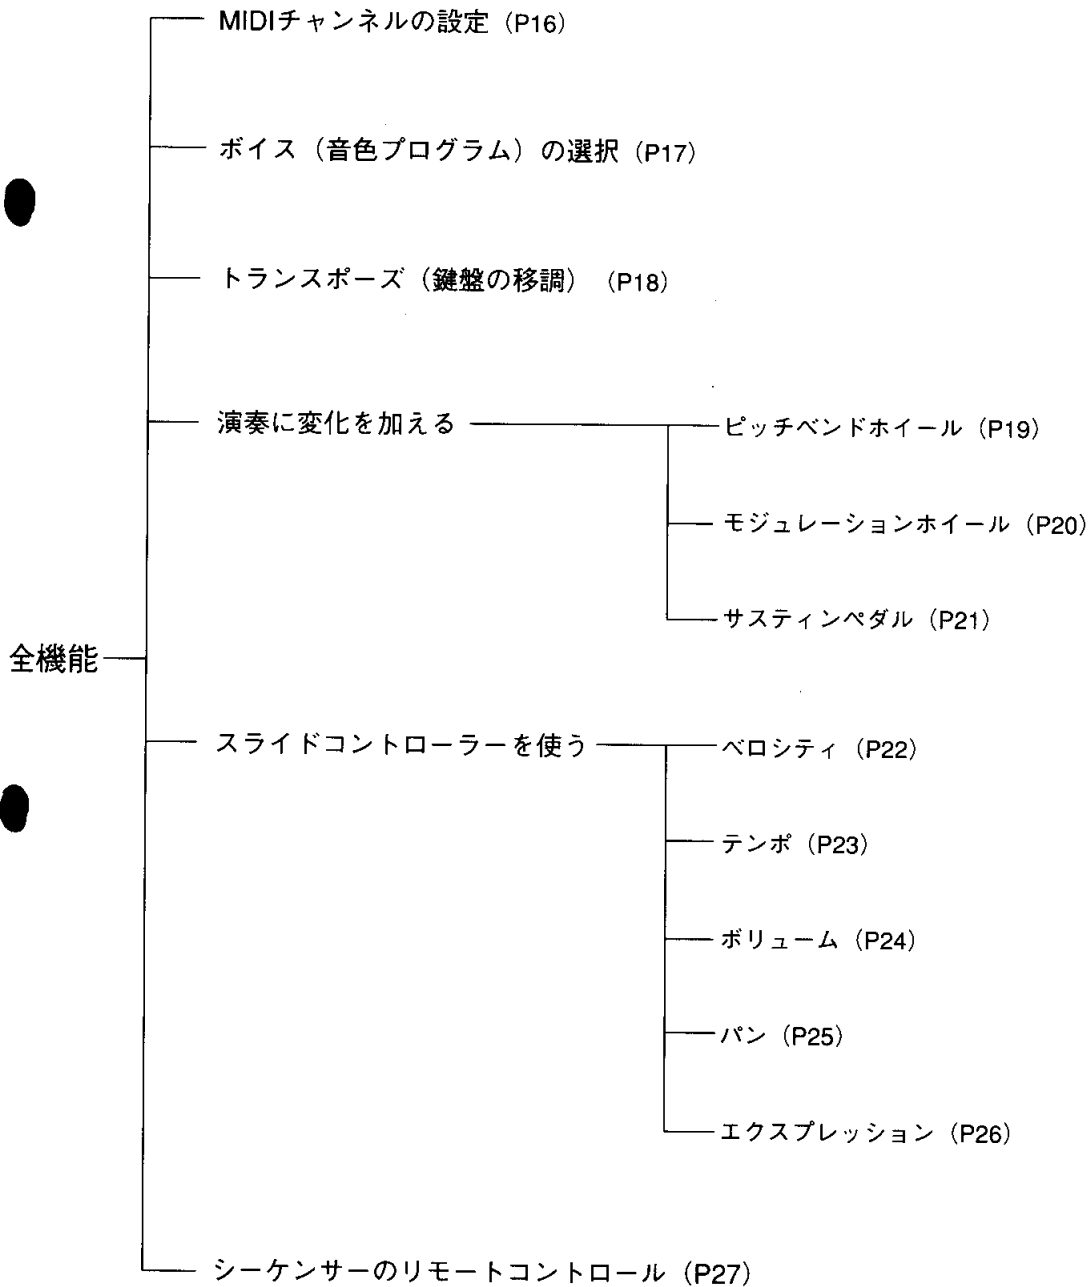 MIDIチャンネルの設定（P16）
ボイス（音色プログラム）の選択（P17）
トランスポーズ（鍵盤の移調）（P18）
演奏に変化を加える
ピッチベンドホイール（P19）
モジュレーションホイール（P20）
サスティンペダル（P21）
全機能
スライドコントローラーを使う
ベロシティ（P22）
テンポ（P23）
ボリューム（P24）
パン（P25）
エクスプレッション（P26）
シーケンサーのリモートコントロール（P27）